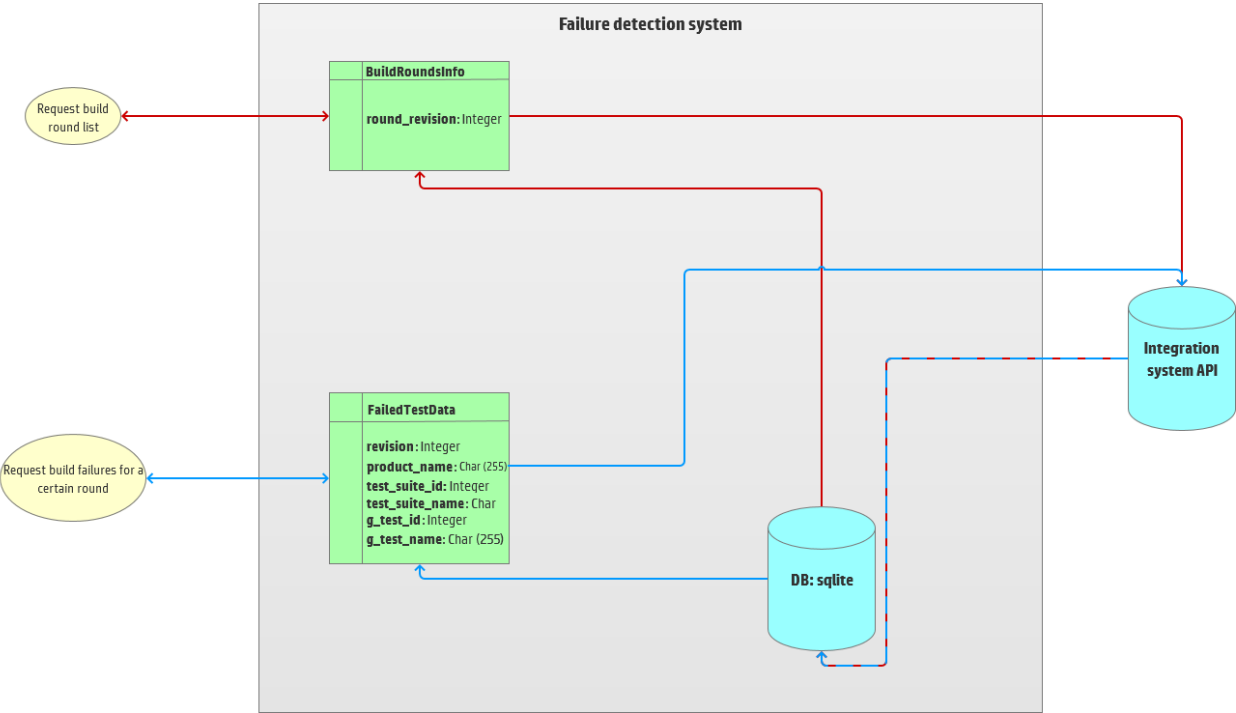 Failure detection system
BuildRoundsInfo
round_revision: Integer
Request build
round list
Integration
system API
FailedTestData
revision: Integer
product_name: Char (255)
test_suite_id: Integer
test_suite_name: Char
g_test_id: Integer
g_test_name: Char (255)
Request build failures for a
certain round
DB: sqlite